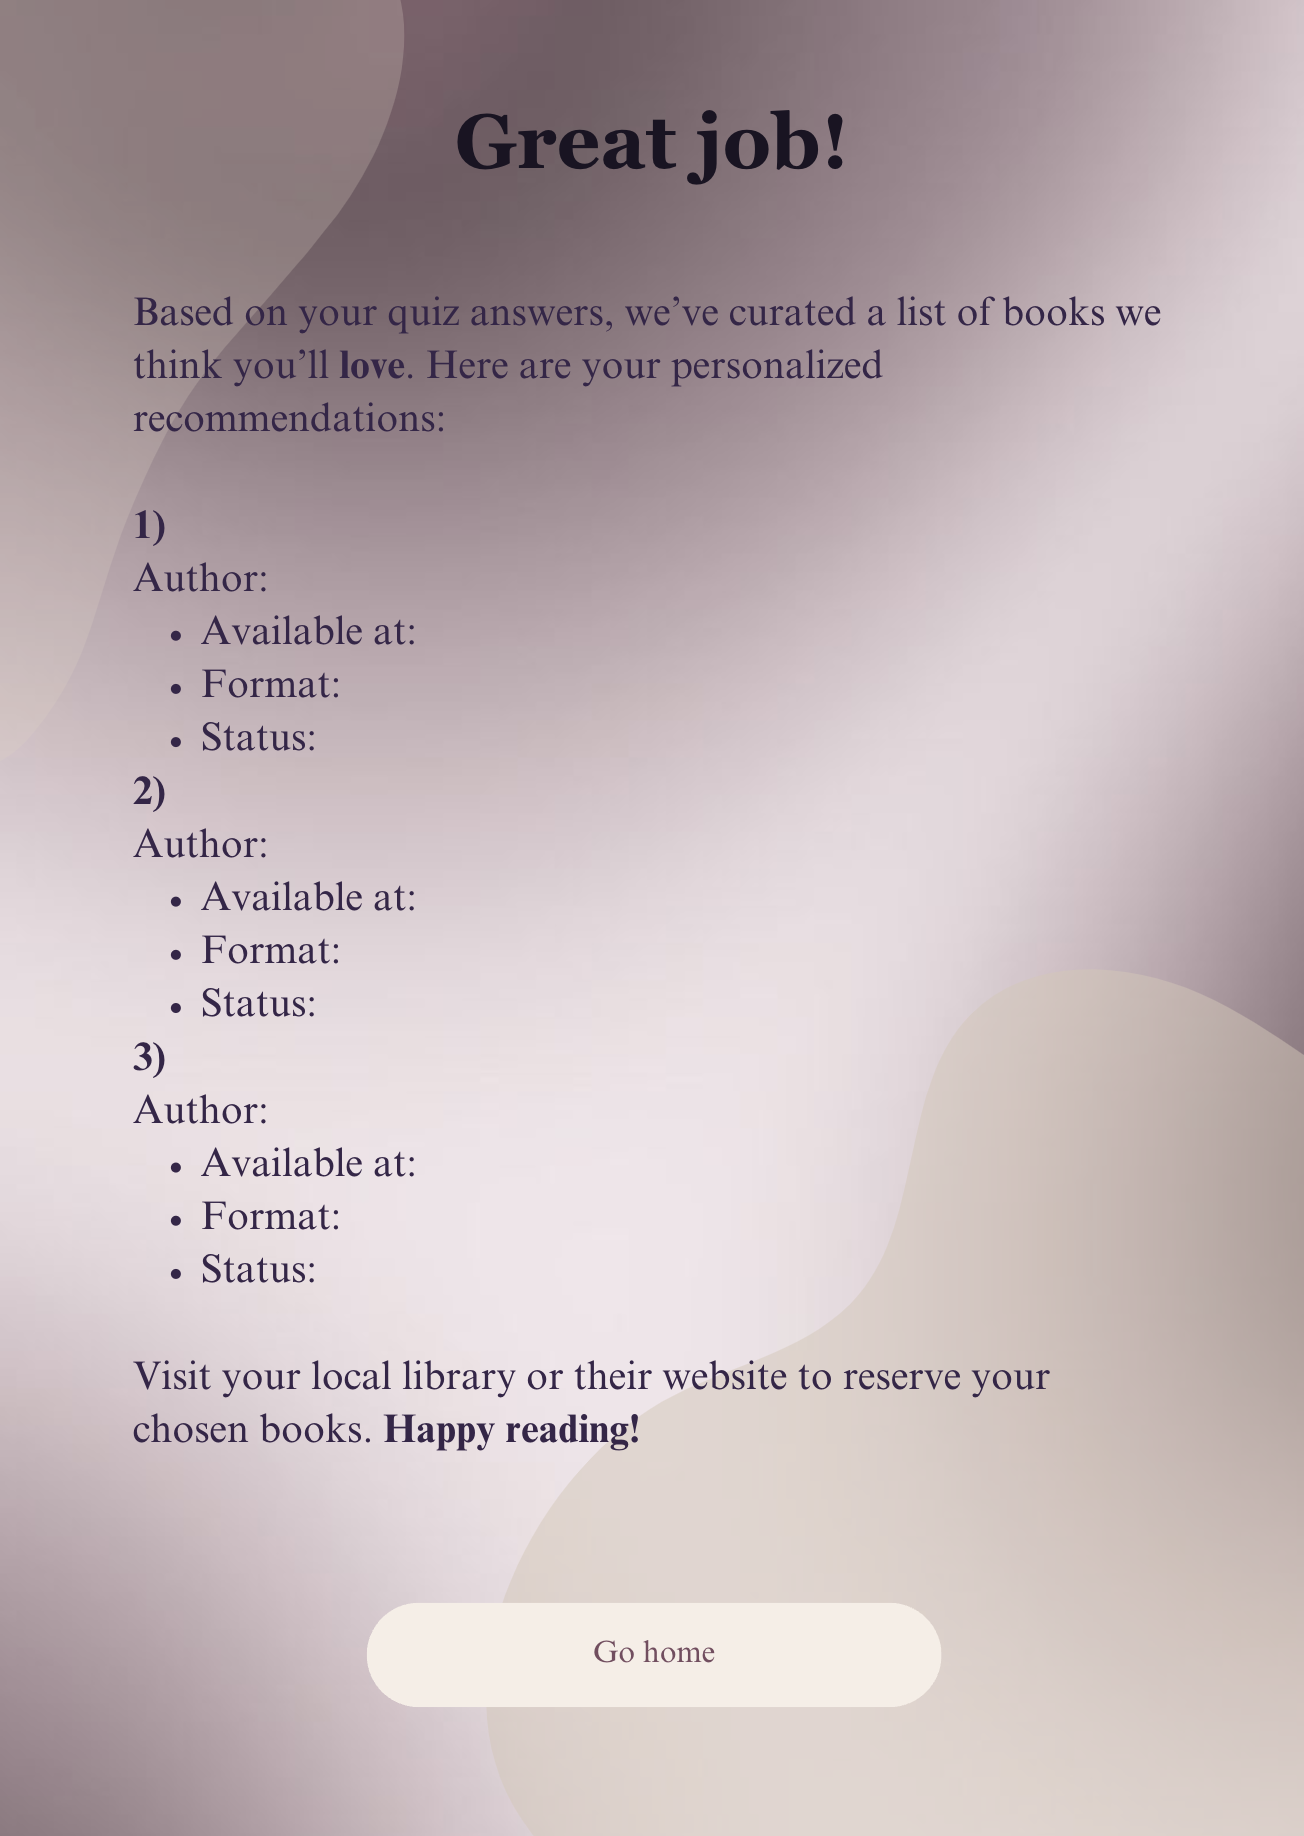 Great job!
Based on your quiz answers, we’ve curated a list of books we
think you’ll love. Here are your personalized
recommendations:
1)
Author:
• Available at:
• Format:
• Status:
2)
Author:
• Available at:
• Format:
• Status:
3)
Author:
• Available at:
• Format:
• Status:
Visit your local library or their website to reserve your
chosen books. Happy reading!
Go home